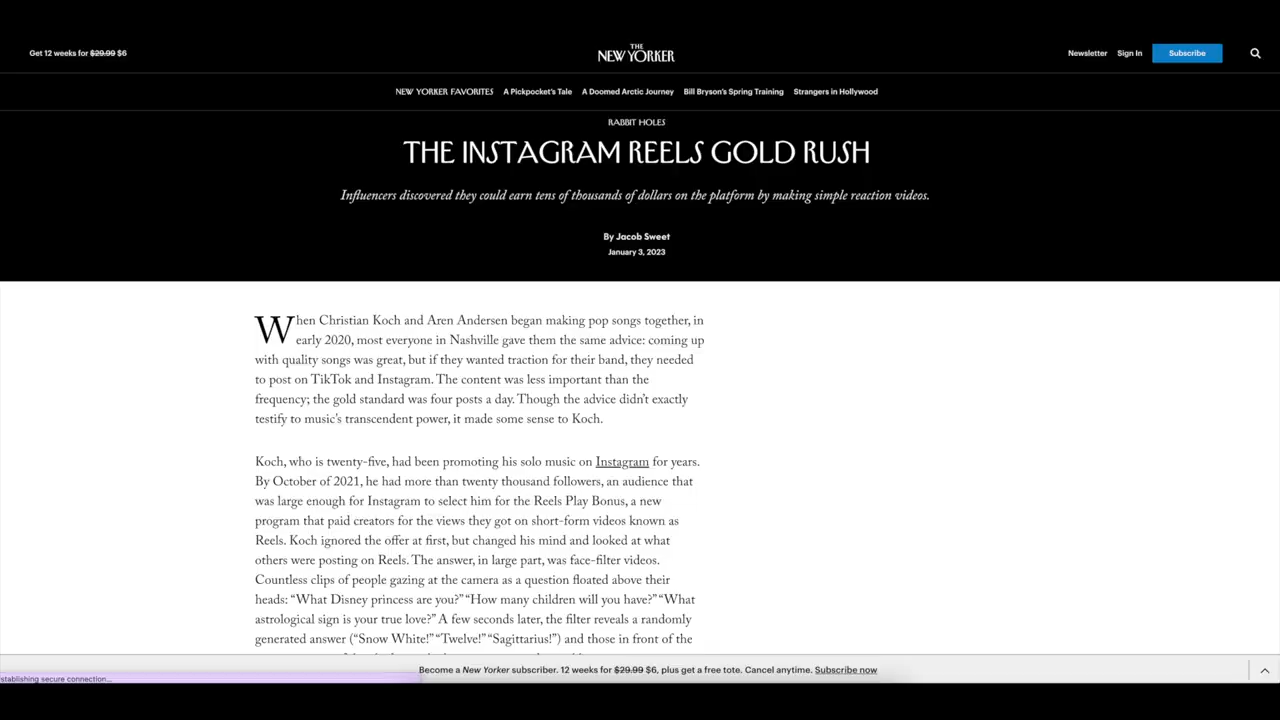 Get 12 weeks for $29.99 $6
THE
NEW YORKER
Newsletter
Sign In
Subscribe
NEW YORKER FAVORITES
A Pickpocket's Tale
A Doomed Arctic Journey
Bill Bryson's Spring Training
Strangers in Hollywood
RABBIT HOLES
THE INSTAGRAM REELS GOLD RUSH
Influencers discovered they could earn tens of thousands of dollars on the platform by making simple reaction videos.
By Jacob Sweet
January 3, 2023
When Christian Koch and Aren Andersen began making pop songs together, in
early 2020, most everyone in Nashville gave them the same advice: coming up
with quality songs was great, but if they wanted traction for their band, they needed
to post on TikTok and Instagram. The content was less important than the
frequency; the gold standard was four posts a day. Though the advice didn't exactly
testify to music's transcendent power, it made some sense to Koch.
Koch, who is twenty-five, had been promoting his solo music on Instagram for years.
By October of 2021, he had more than twenty thousand followers, an audience that
was large enough for Instagram to select him for the Reels Play Bonus, a new
program that paid creators for the views they got on short-form videos known as
Reels. Koch ignored the offer at first, but changed his mind and looked at what
others were posting on Reels. The answer, in large part, was face-filter videos.
Countless clips of people gazing at the camera as a question floated above their
heads: “What Disney princess are you?” “How many children will you have?” “What
astrological sign is your true love?” A few seconds later, the filter reveals a randomly
generated answer (“Snow White!” “Twelve!” “Sagittarius!”) and those in front of the
Become a New Yorker subscriber. 12 weeks for $29.99 $6, plus get a free tote. Cancel anytime. Subscribe now
stablishing secure connection...